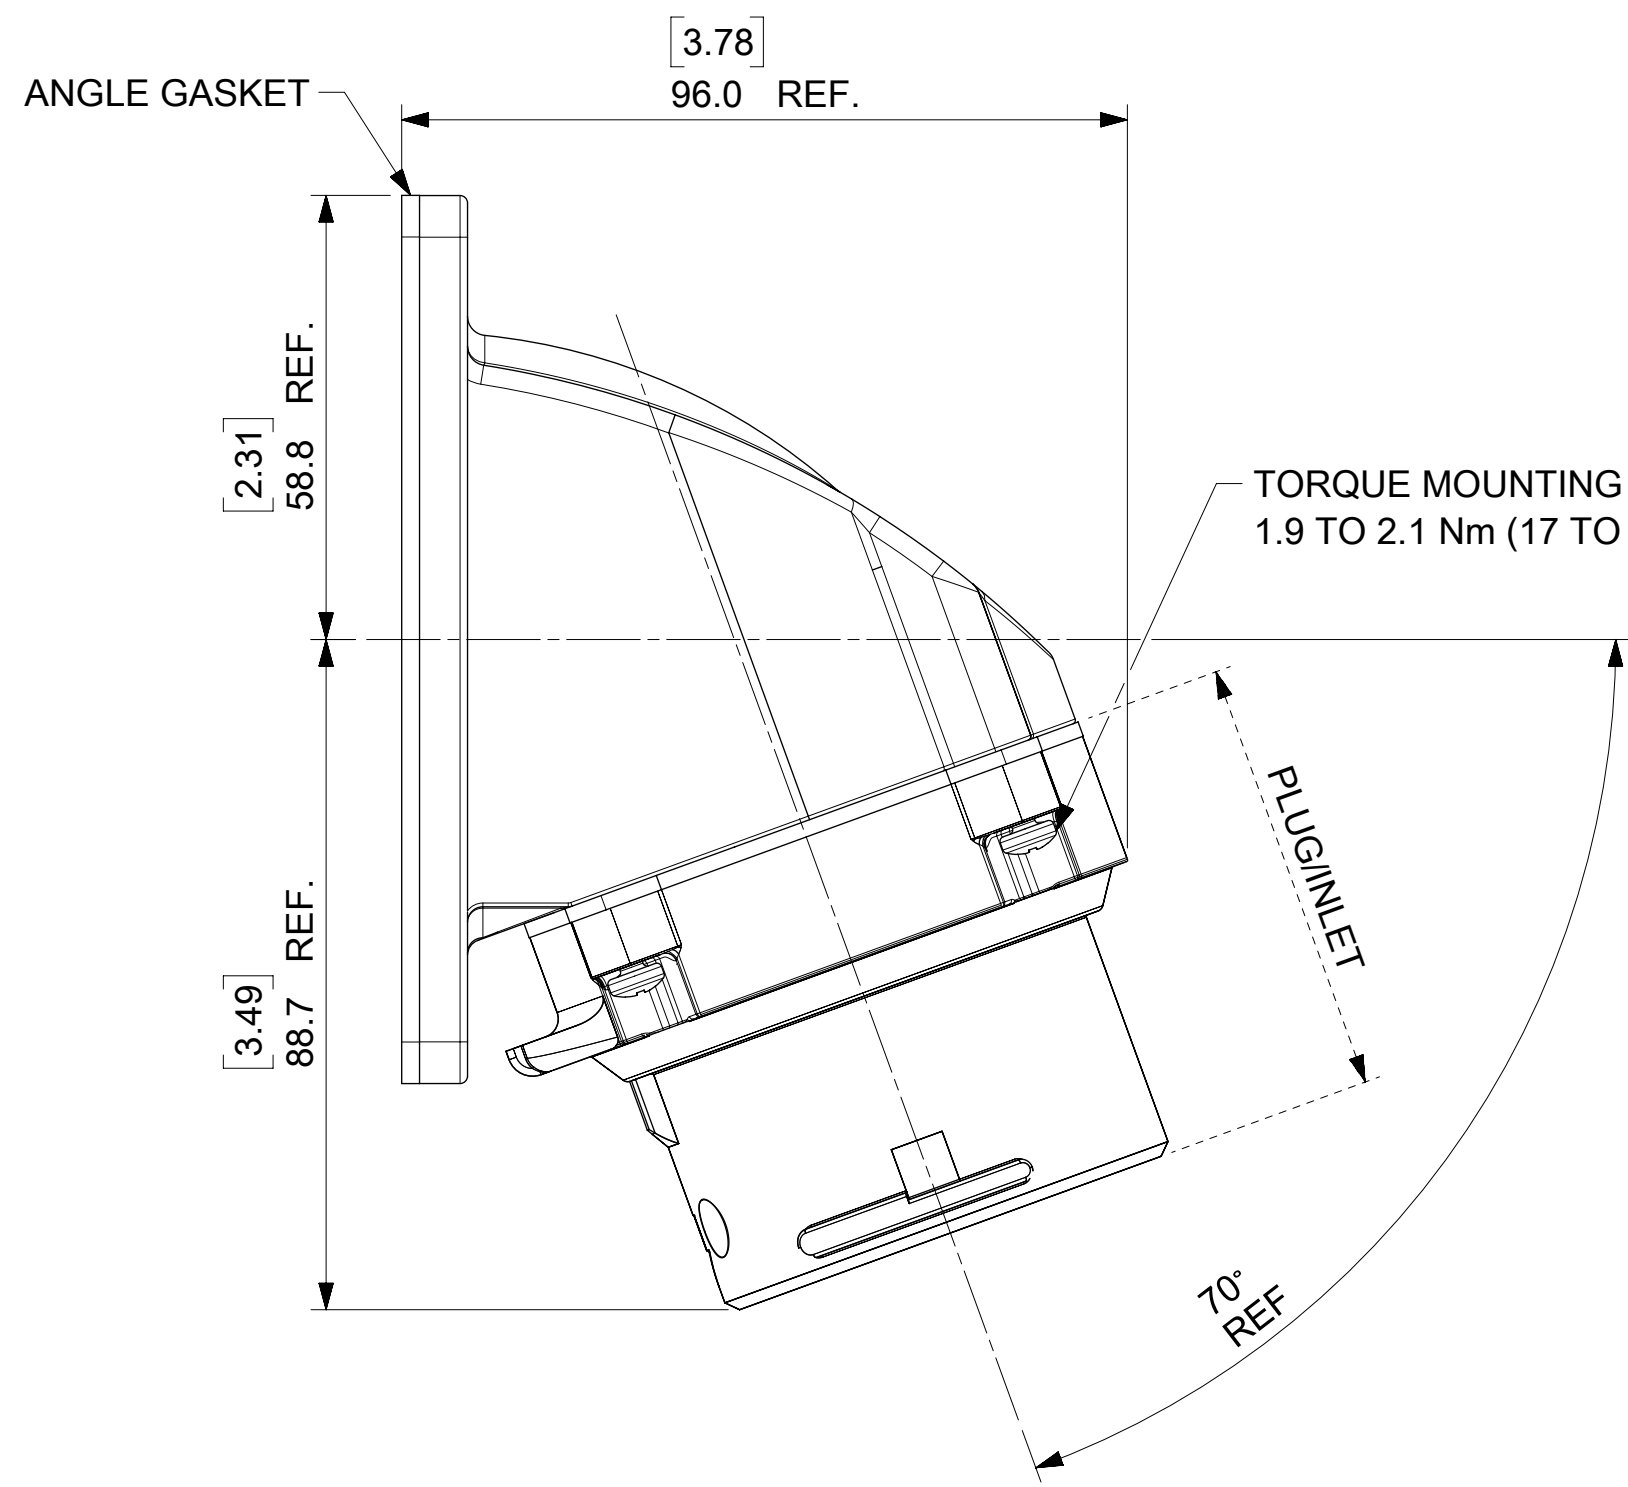 [3.78]
96.0 REF.
ANGLE GASKET
[2.31]
58.8 REF.
TORQUE MOUNTING
1.9 TO 2.1 Nm (17 TO
PLUG/INLET
[3.49]
88.7 REF.
70°
REF